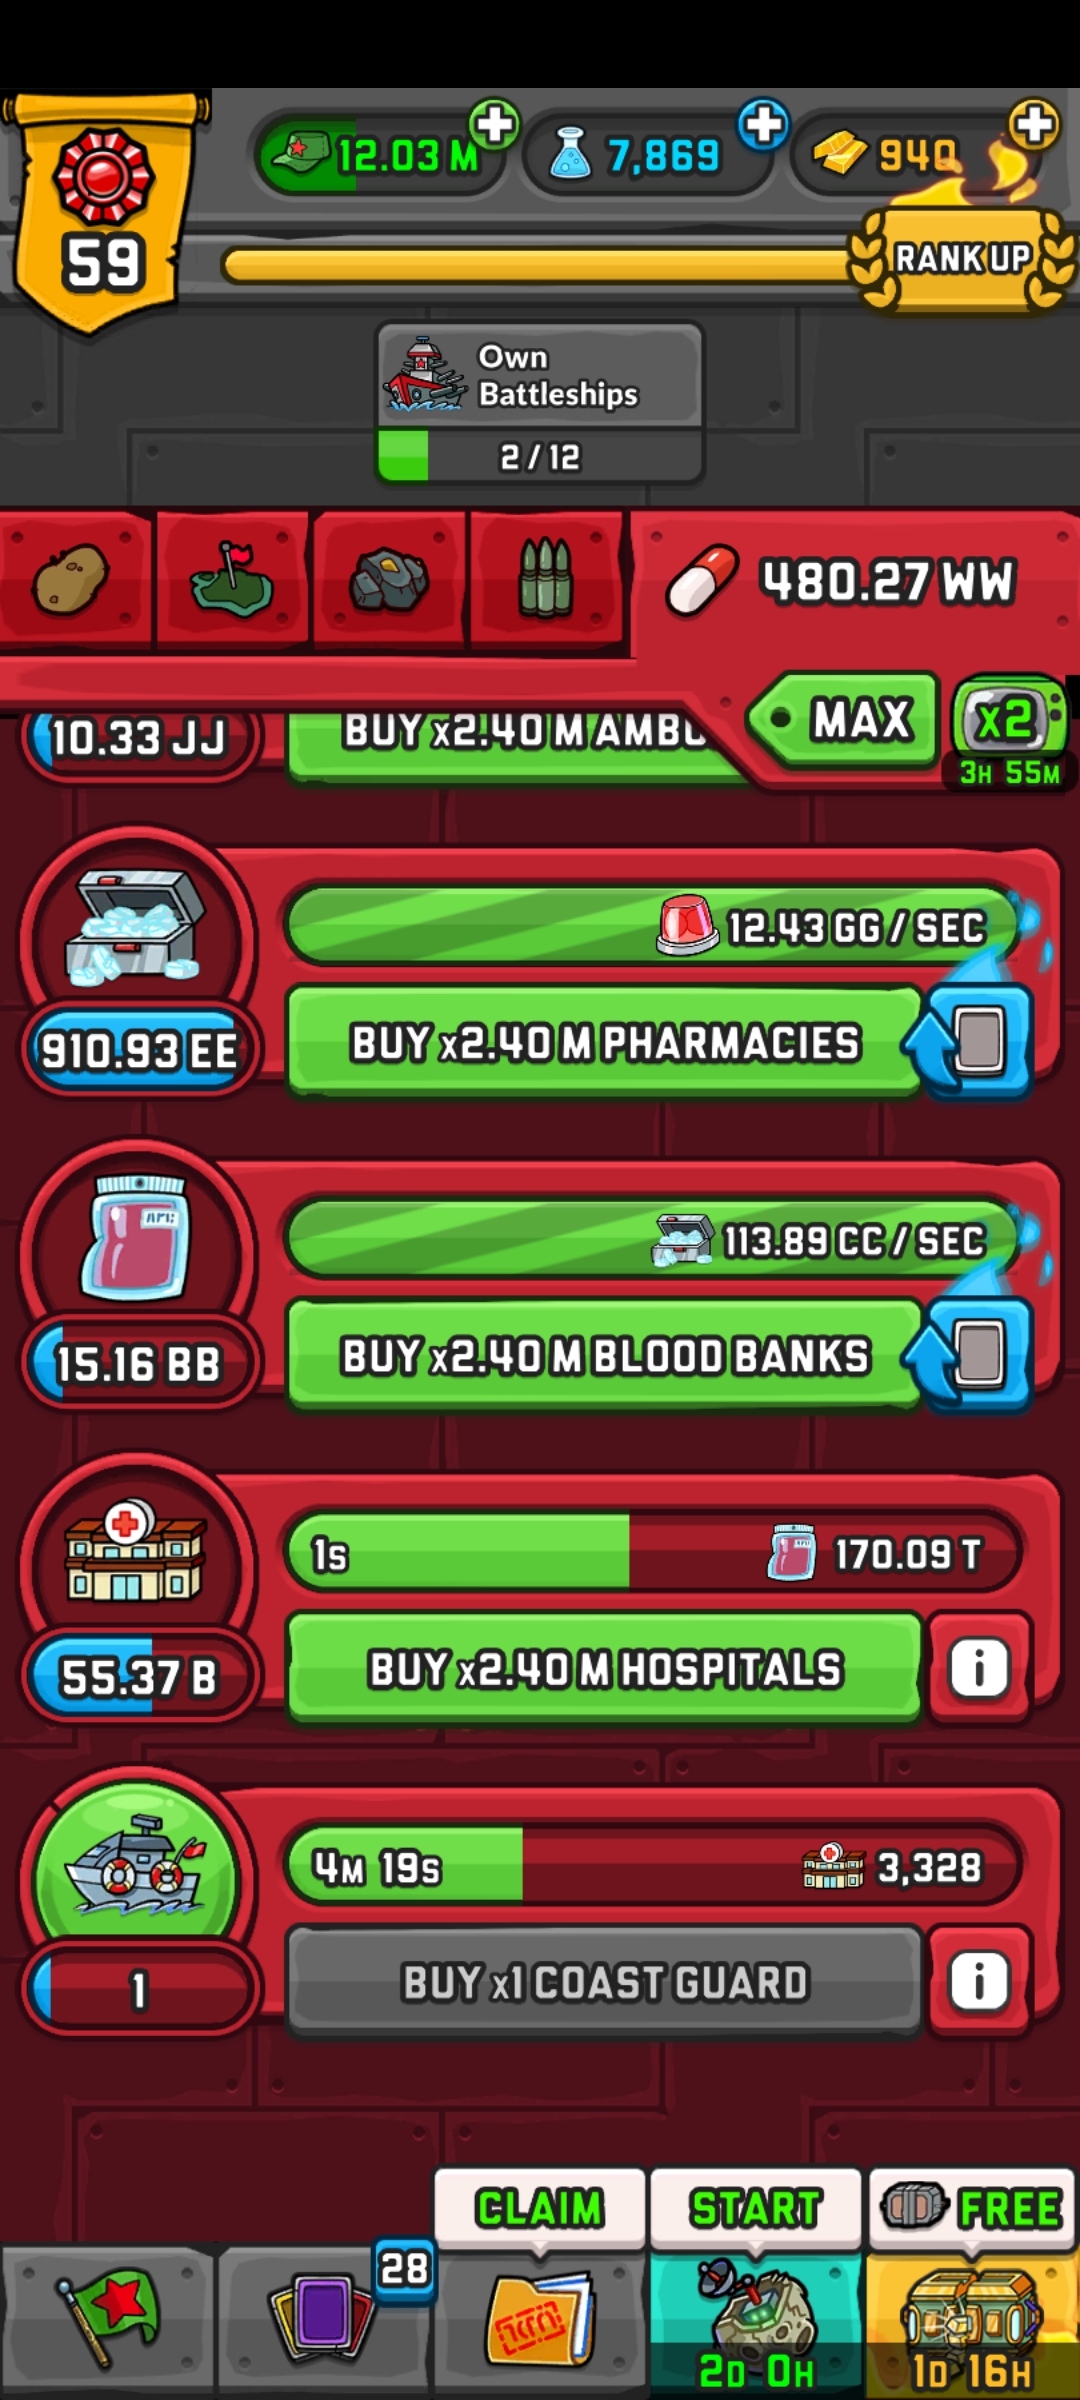 12.03 M
7,869
940
59
RANK UP
Own
Battleships
2 / 12
480.27 WW
MAX
x2
3H 55M
10.33 JJ
BUY x2.40 M AMBU
12.43 GG / SEC
910.93 EE
BUY x2.40 M PHARMACIES
113.89 CC / SEC
15.16 BB
BUY x2.40 M BLOOD BANKS
1s
170.09 T
55.37 B
BUY x2.40 M HOSPITALS
i
4M 19s
3,328
1
BUY x1 COAST GUARD
i
CLAIM
START
FREE
28
2D 0H
1D 16H